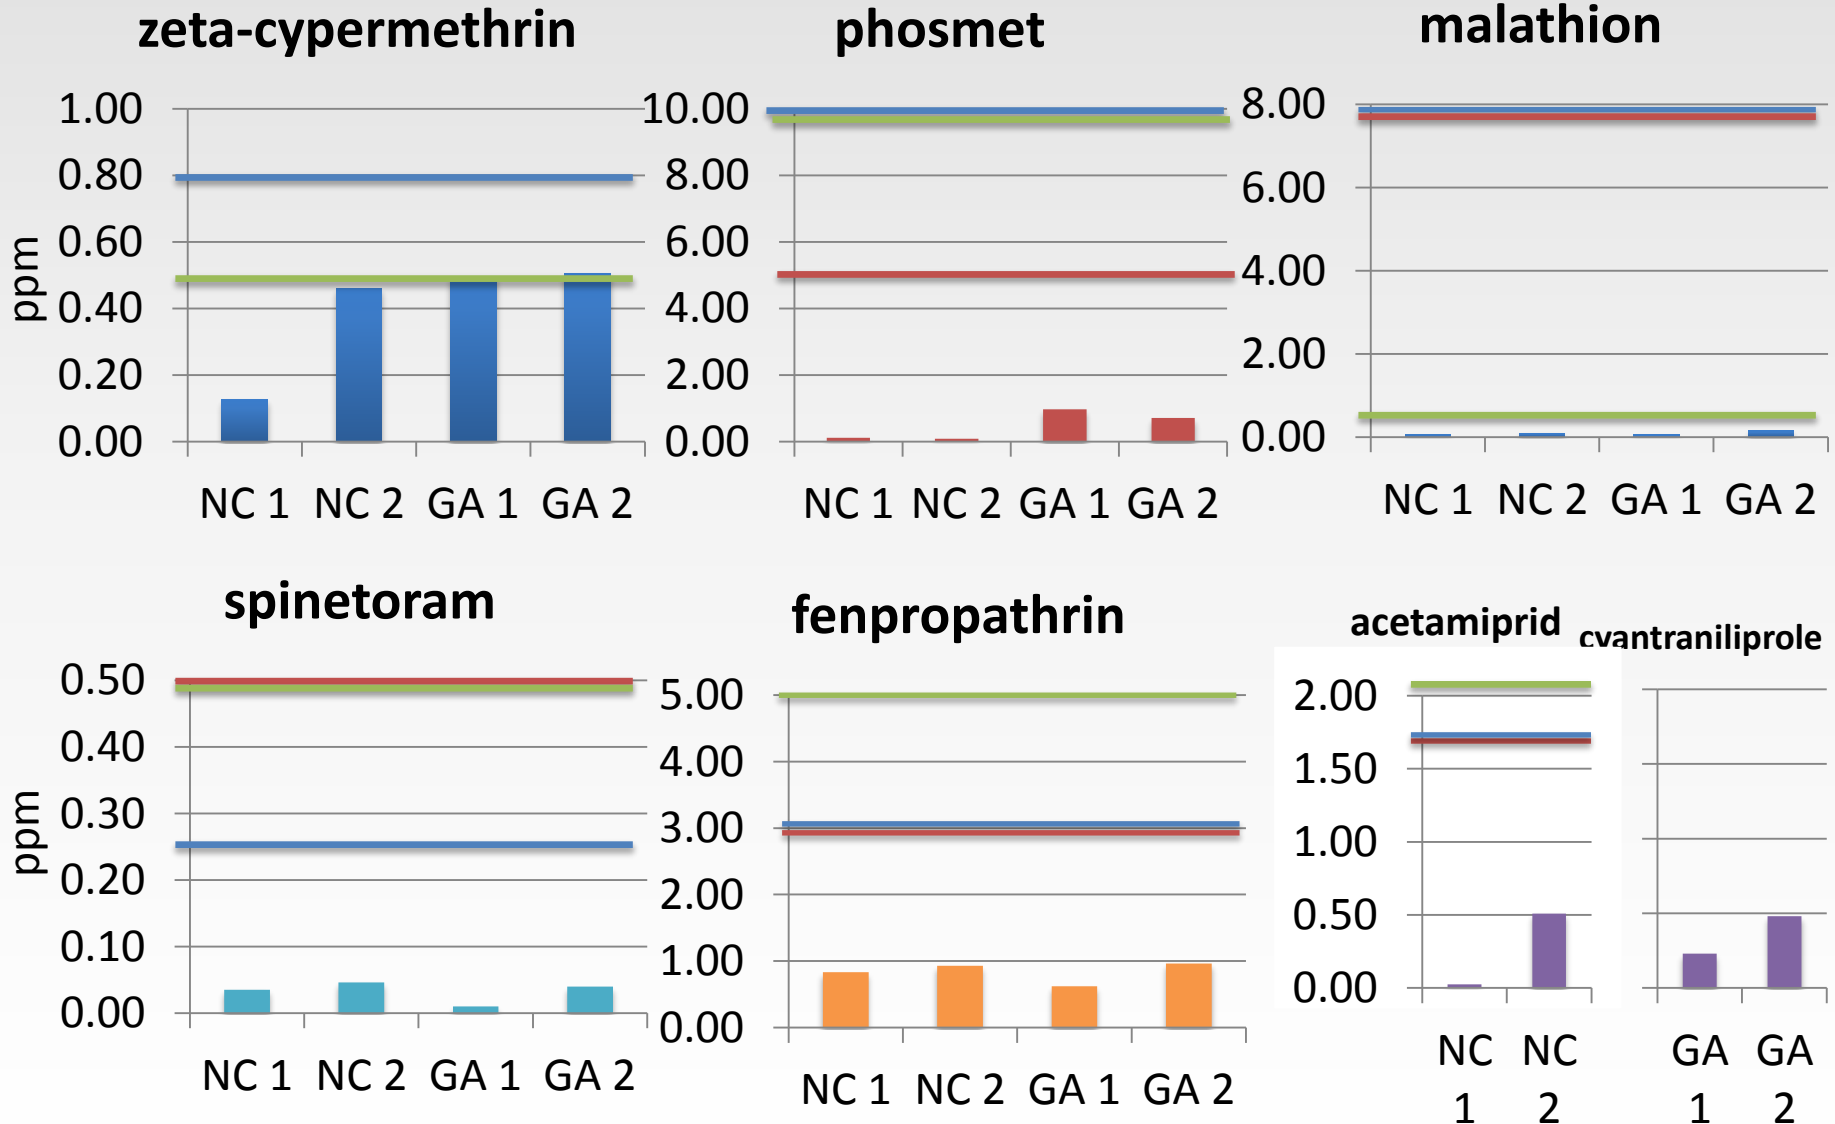 zeta-cypermethrin
ppm
1.00
0.80
0.60
0.40
0.20
0.00
NC 1 NC 2 GA 1 GA 2
phosmet
10.00
8.00
6.00
4.00
2.00
0.00
NC 1 NC 2 GA 1 GA 2
malathion
8.00
6.00
4.00
2.00
0.00
NC 1 NC 2 GA 1 GA 2
spinetoram
ppm
0.50
0.40
0.30
0.20
0.10
0.00
NC 1 NC 2 GA 1 GA 2
fenpropathrin
5.00
4.00
3.00
2.00
1.00
0.00
NC 1 NC 2 GA 1 GA 2
acetamiprid
2.00
1.50
1.00
0.50
0.00
NC NC
1 2
cyantraniliprole
GA GA
1 2